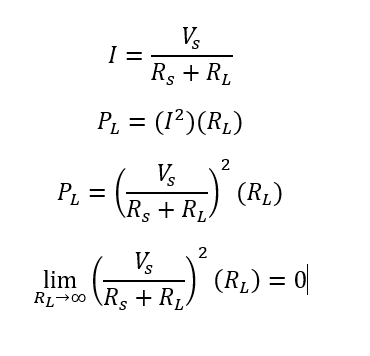 I = V_s / (R_s + R_L)
P_L = (I^2)(R_L)
P_L = (V_s / (R_s + R_L))^2 (R_L)
lim_{R_L→∞} (V_s / (R_s + R_L))^2 (R_L) = 0